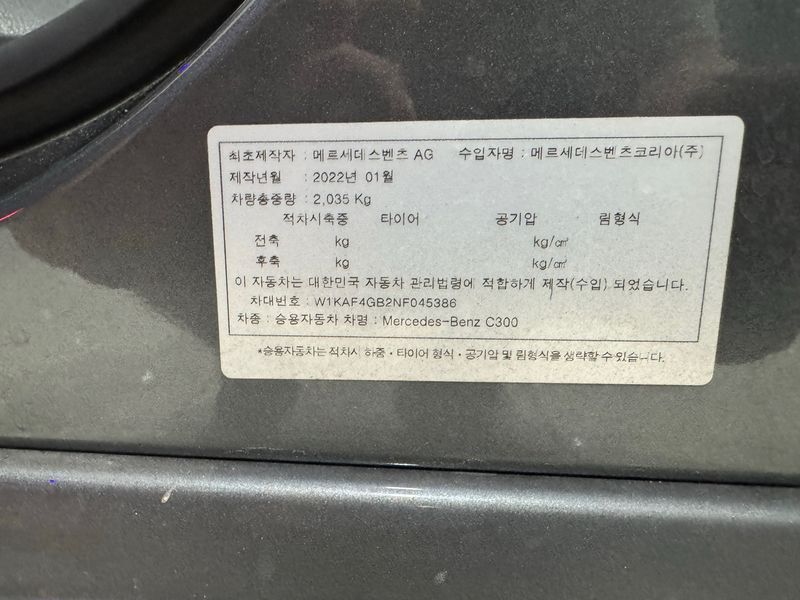 최초제작자 : 메르세데스벤츠 AG 수입자명 : 메르세데스벤츠코리아(주)
제작년월 : 2022년 01월
차량총중량 : 2,035 Kg
적차시축중 타이어 공기압 림형식
전축 kg kg/㎠
후축 kg kg/㎠
이 자동차는 대한민국 자동차 관리법령에 적합하게 제작(수입) 되었습니다.
차대번호 : W1KAF4GB2NF045386
차종 : 승용자동차 차명 : Mercedes-Benz C300
*승용자동차는 적차시 하중·타이어 형식·공기압 및 림형식을 생략할 수 있습니다.